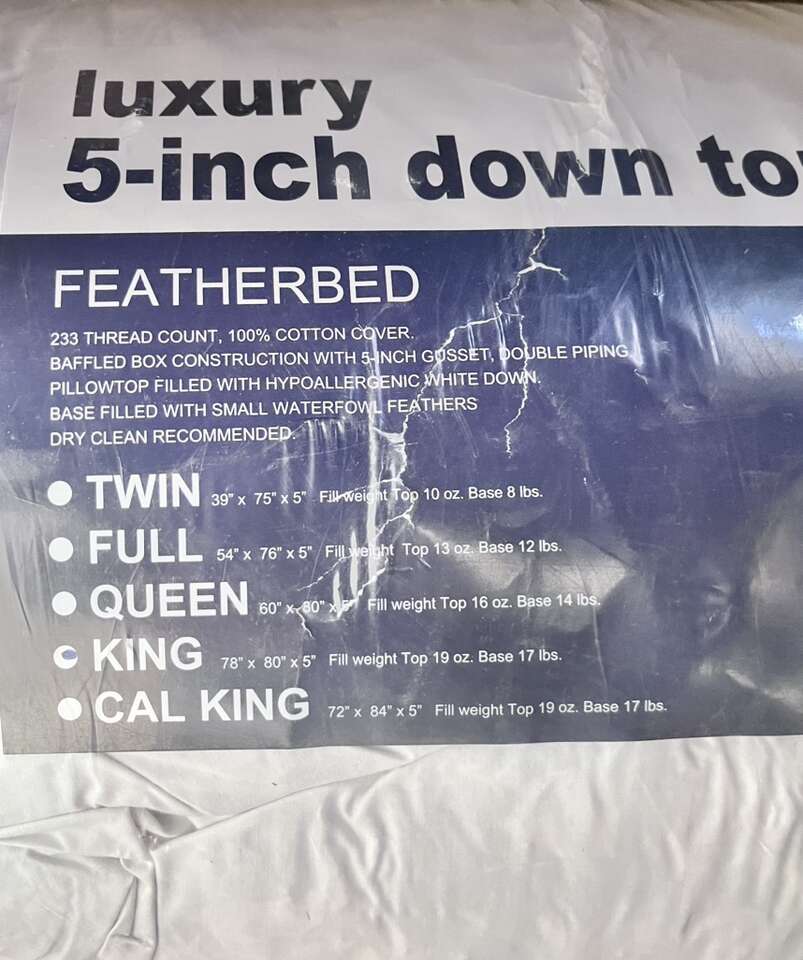 luxury
5-inch down
FEATHERBED
233 THREAD COUNT, 100% COTTON COVER.
BAFFLED BOX CONSTRUCTION WITH 5-INCH GUSSET, DOUBLE PIPING
PILLOWTOP FILLED WITH HYPOALLERGENIC WHITE DOWN.
BASE FILLED WITH SMALL WATERFOWL FEATHERS
DRY CLEAN RECOMMENDED.
TWIN 39" x 75" x 5" Fill weight Top 10 oz. Base 8 lbs.
FULL 54" x 76" x 5" Fill weight Top 13 oz. Base 12 lbs.
QUEEN 60" x 80" x 5" Fill weight Top 16 oz. Base 14 lbs.
KING 78" x 80" x 5" Fill weight Top 19 oz. Base 17 lbs.
CAL KING 72" x 84" x 5" Fill weight Top 19 oz. Base 17 lbs.